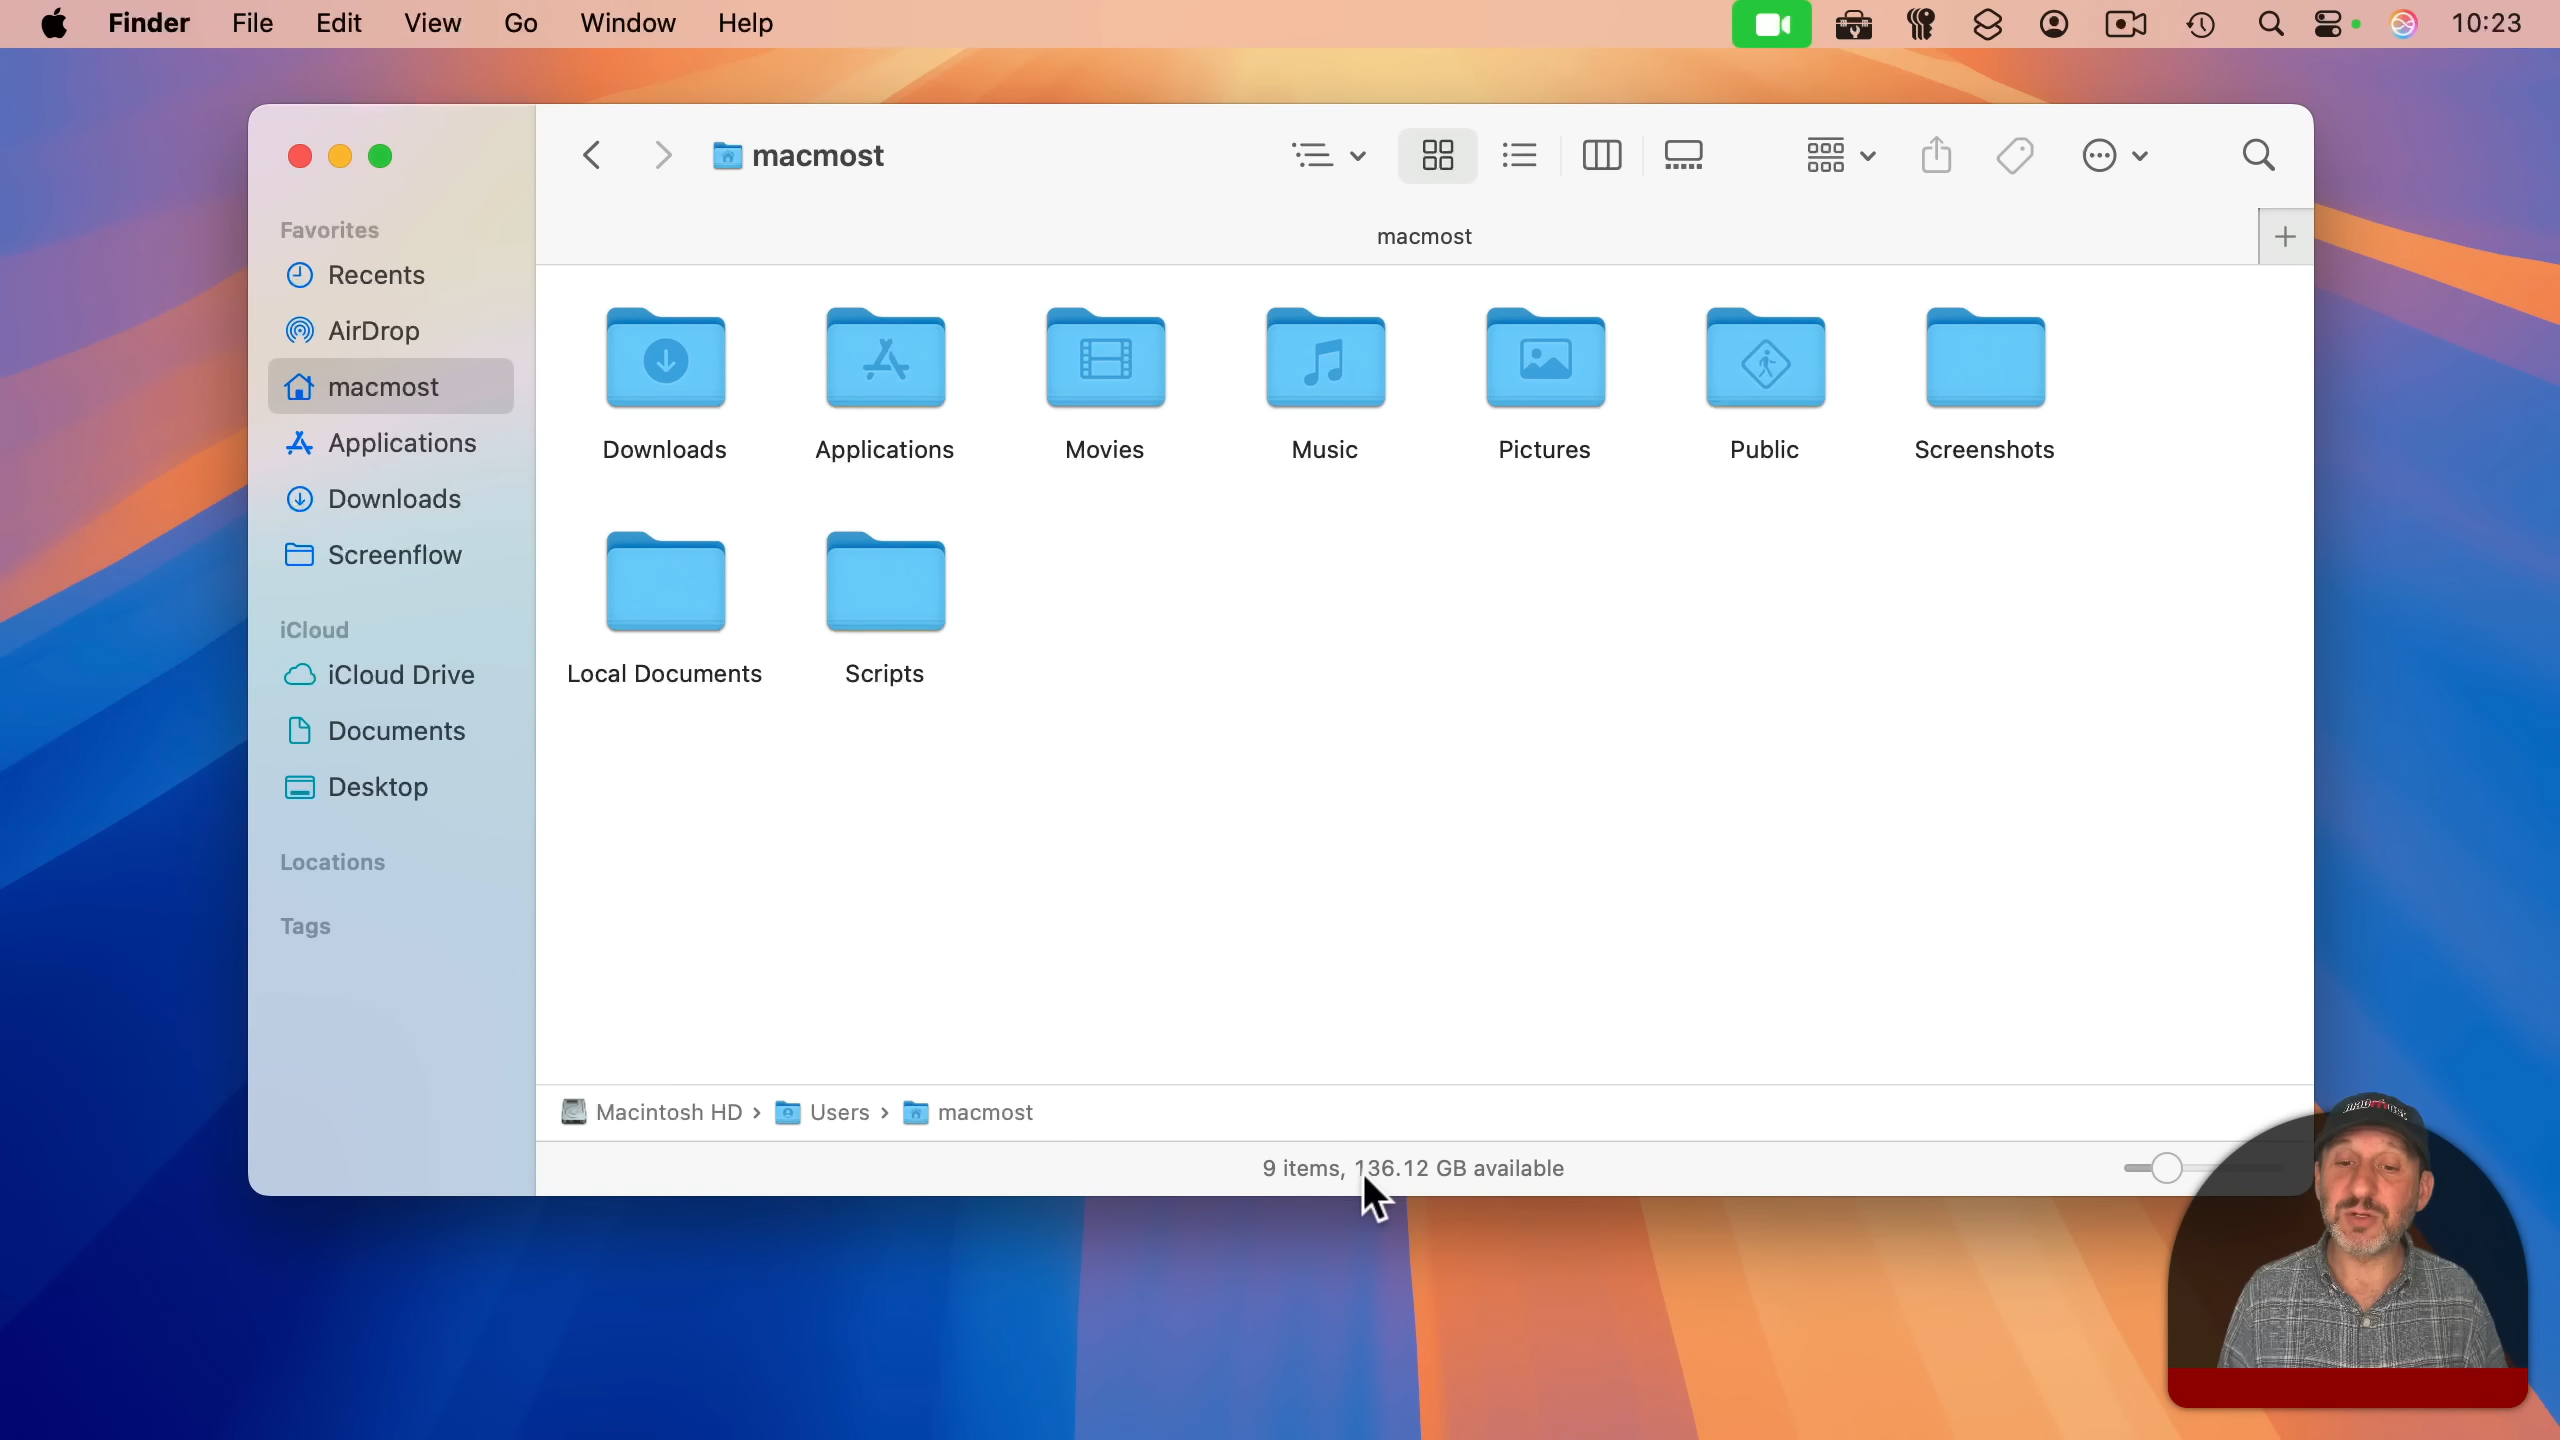 Finder File Edit View Go Window Help 10:23
macmost
macmost
Favorites
Recents
AirDrop
macmost
Applications
Downloads
Screenflow
iCloud
iCloud Drive
Documents
Desktop
Locations
Tags
Downloads Applications Movies Music Pictures Public Screenshots
Local Documents Scripts
Macintosh HD › Users › macmost
9 items, 136.12 GB available